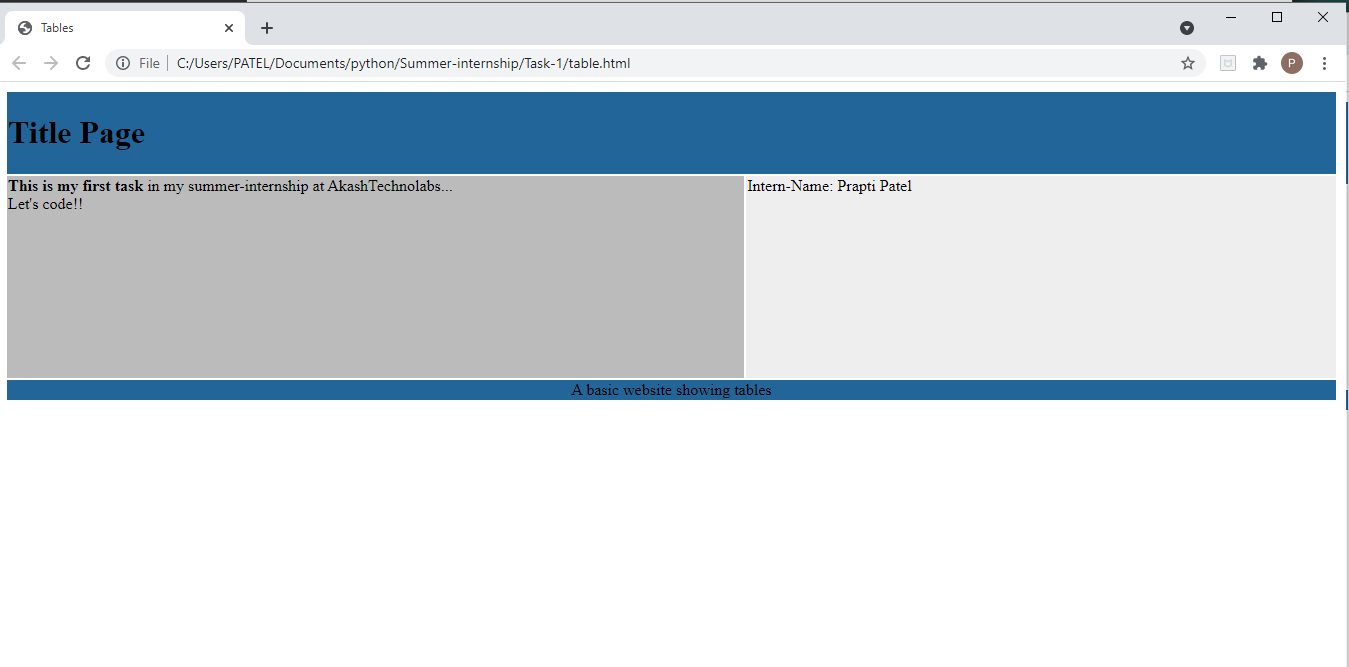 Tables
File
C:/Users/PATEL/Documents/python/Summer-internship/Task-1/table.html
P
Title Page
This is my first task in my summer-internship at AkashTechnolabs...
Let's code!!
Intern-Name: Prapti Patel
A basic website showing tables